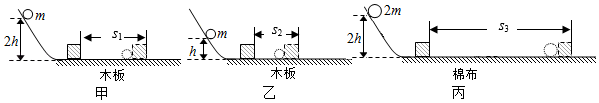 m s₁ 2h 木板 甲
m s₂ h 木板 乙
2m s₃ 2h 棉布 丙